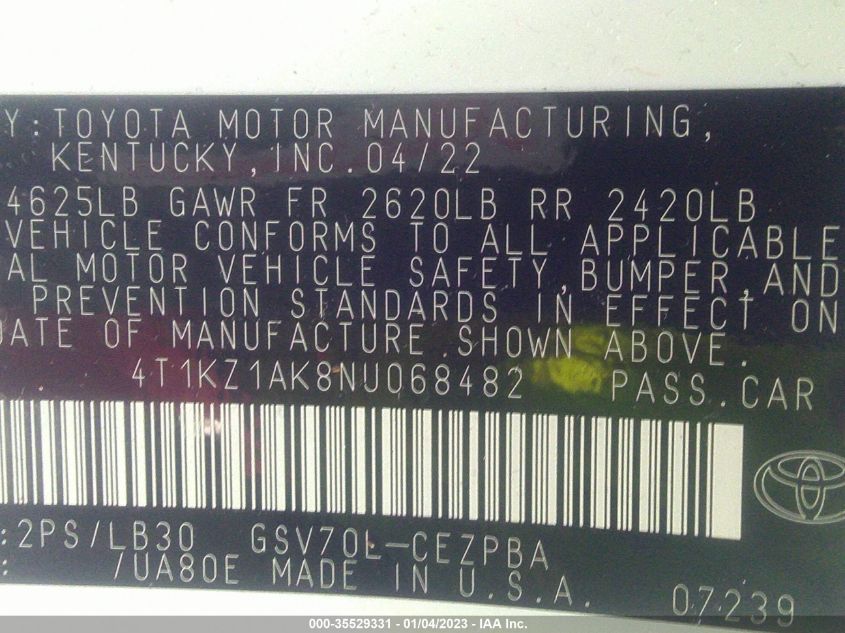 Y: TOYOTA MOTOR MANUFACTURING,
KENTUCKY, INC. 04/22
4625LB GAWR FR 2620LB RR 2420LB
VEHICLE CONFORMS TO ALL APPLICABLE
AL MOTOR VEHICLE SAFETY, BUMPER, AND
PREVENTION STANDARDS IN EFFECT ON
DATE OF MANUFACTURE SHOWN ABOVE.
4T1KZ1AK8NU068482 PASS.CAR
:2PS/LB30 GSV70L-CEZPBA
: /UA80E MADE IN U.S.A. 07239
000-35529331 - 01/04/2023 - IAA Inc.